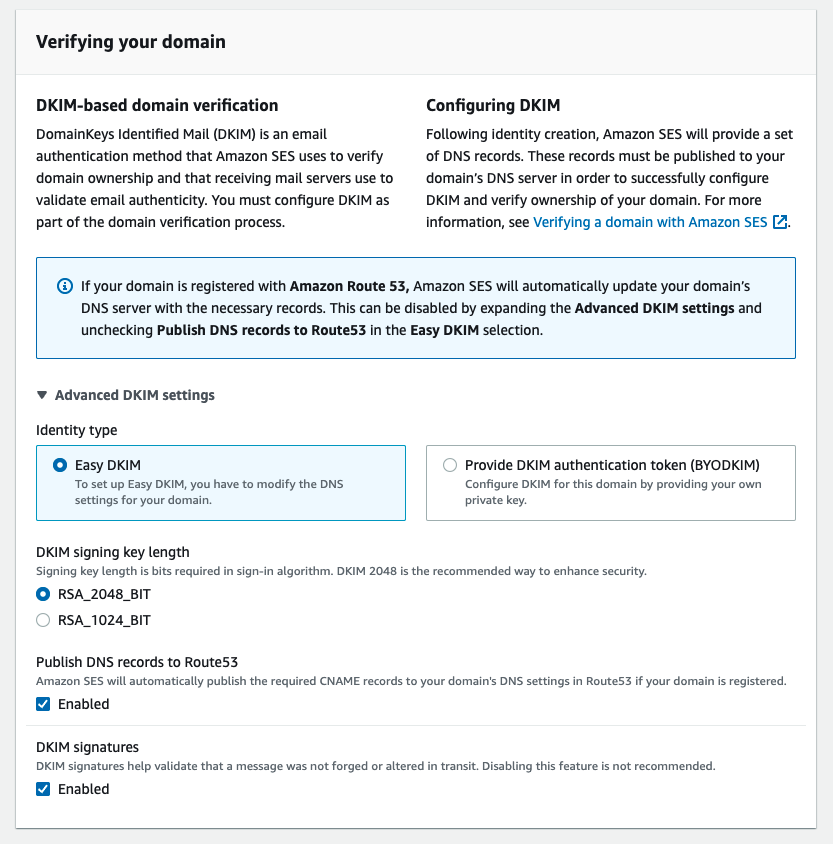 Verifying your domain
DKIM-based domain verification
DomainKeys Identified Mail (DKIM) is an email
authentication method that Amazon SES uses to verify
domain ownership and that receiving mail servers use to
validate email authenticity. You must configure DKIM as
part of the domain verification process.
Configuring DKIM
Following identity creation, Amazon SES will provide a set
of DNS records. These records must be published to your
domain’s DNS server in order to successfully configure
DKIM and verify ownership of your domain. For more
information, see Verifying a domain with Amazon SES.
If your domain is registered with Amazon Route 53, Amazon SES will automatically update your domain’s
DNS server with the necessary records. This can be disabled by expanding the Advanced DKIM settings and
unchecking Publish DNS records to Route53 in the Easy DKIM selection.
Advanced DKIM settings
Identity type
Easy DKIM
To set up Easy DKIM, you have to modify the DNS
settings for your domain.
Provide DKIM authentication token (BYODKIM)
Configure DKIM for this domain by providing your own
private key.
DKIM signing key length
Signing key length is bits required in sign-in algorithm. DKIM 2048 is the recommended way to enhance security.
RSA_2048_BIT
RSA_1024_BIT
Publish DNS records to Route53
Amazon SES will automatically publish the required CNAME records to your domain's DNS settings in Route53 if your domain is registered.
Enabled
DKIM signatures
DKIM signatures help validate that a message was not forged or altered in transit. Disabling this feature is not recommended.
Enabled